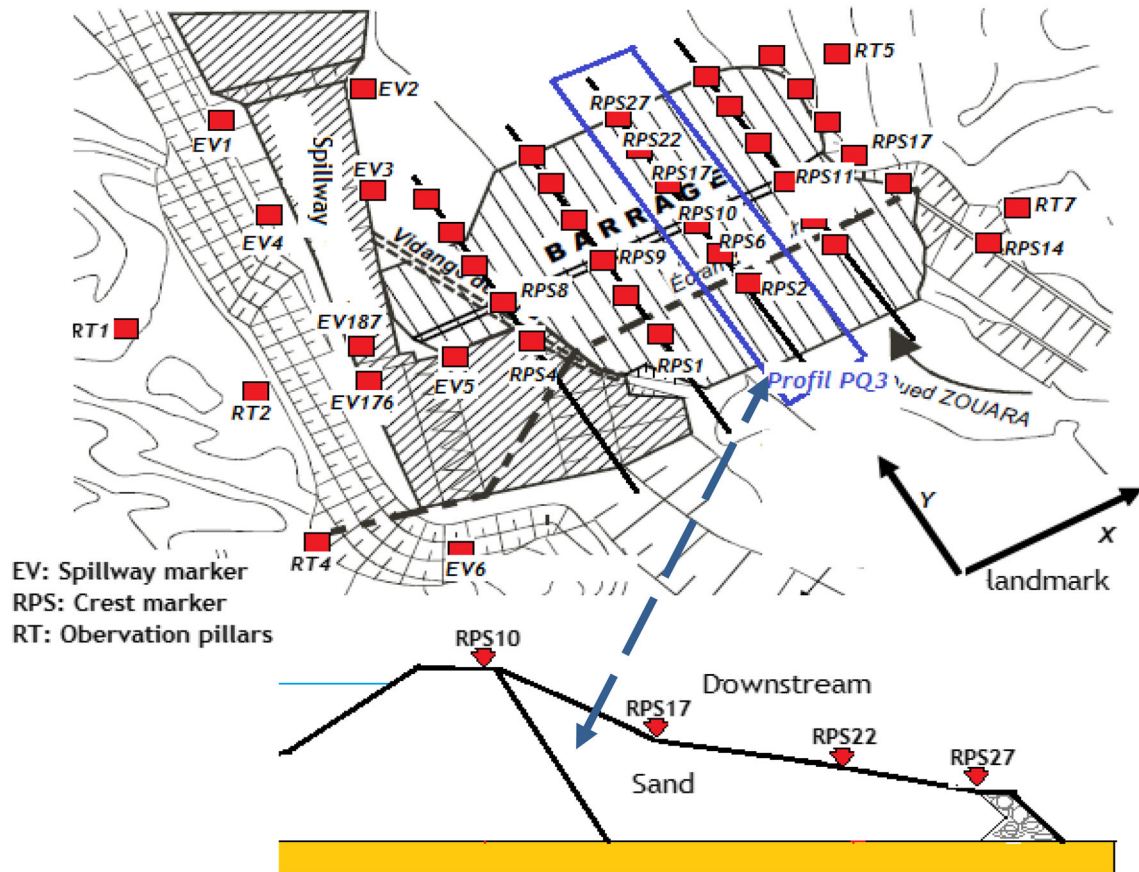 RT5
EV2
RPS27
EV1
Spillway
RPS22
RPS17
EV3
RPS17
RPS11
BARRAGE
RT7
EV4
RPS10
RPS14
Vidange
RPS6
RPS9
Écran
RPS2
RPS8
RT1
EV187
RPS4
RPS1
EV5
Profil PQ3
RT2
EV176
oued ZOUARA
Y
X
RT4
EV6
landmark
EV: Spillway marker
RPS: Crest marker
RT: Obervation pillars
RPS10
Downstream
RPS17
RPS22
RPS27
Sand